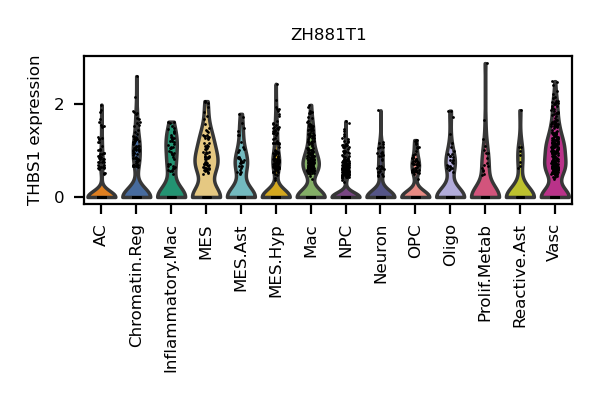 ZH881T1
THBS1 expression
2
0
AC
Chromatin.Reg
Inflammatory.Mac
MES
MES.Ast
MES.Hyp
Mac
NPC
Neuron
OPC
Oligo
Prolif.Metab
Reactive.Ast
Vasc